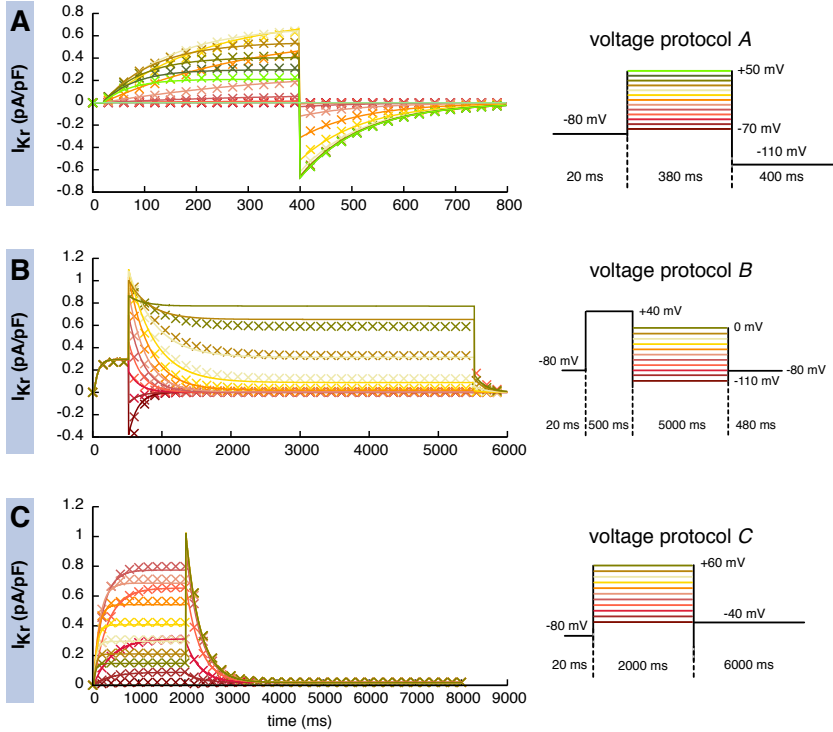 A
I_Kr (pA/pF)
0.8
0.6
0.4
0.2
0
-0.2
-0.4
-0.6
0.8
0 100 200 300 400 500 600 700 800
voltage protocol A
+50 mV
-80 mV
-70 mV
-110 mV
20 ms 380 ms 400 ms
B
I_Kr (pA/pF)
1.2
1
0.8
0.6
0.4
0.2
0
-0.2
-0.4
0 1000 2000 3000 4000 5000 6000
voltage protocol B
+40 mV
0 mV
-80 mV
-80 mV
-110 mV
20 ms 500 ms 5000 ms 480 ms
C
I_Kr (pA/pF)
1.2
1
0.8
0.6
0.4
0.2
0
0 1000 2000 3000 4000 5000 6000 7000 8000 9000
time (ms)
voltage protocol C
+60 mV
-40 mV
-80 mV
20 ms 2000 ms 6000 ms